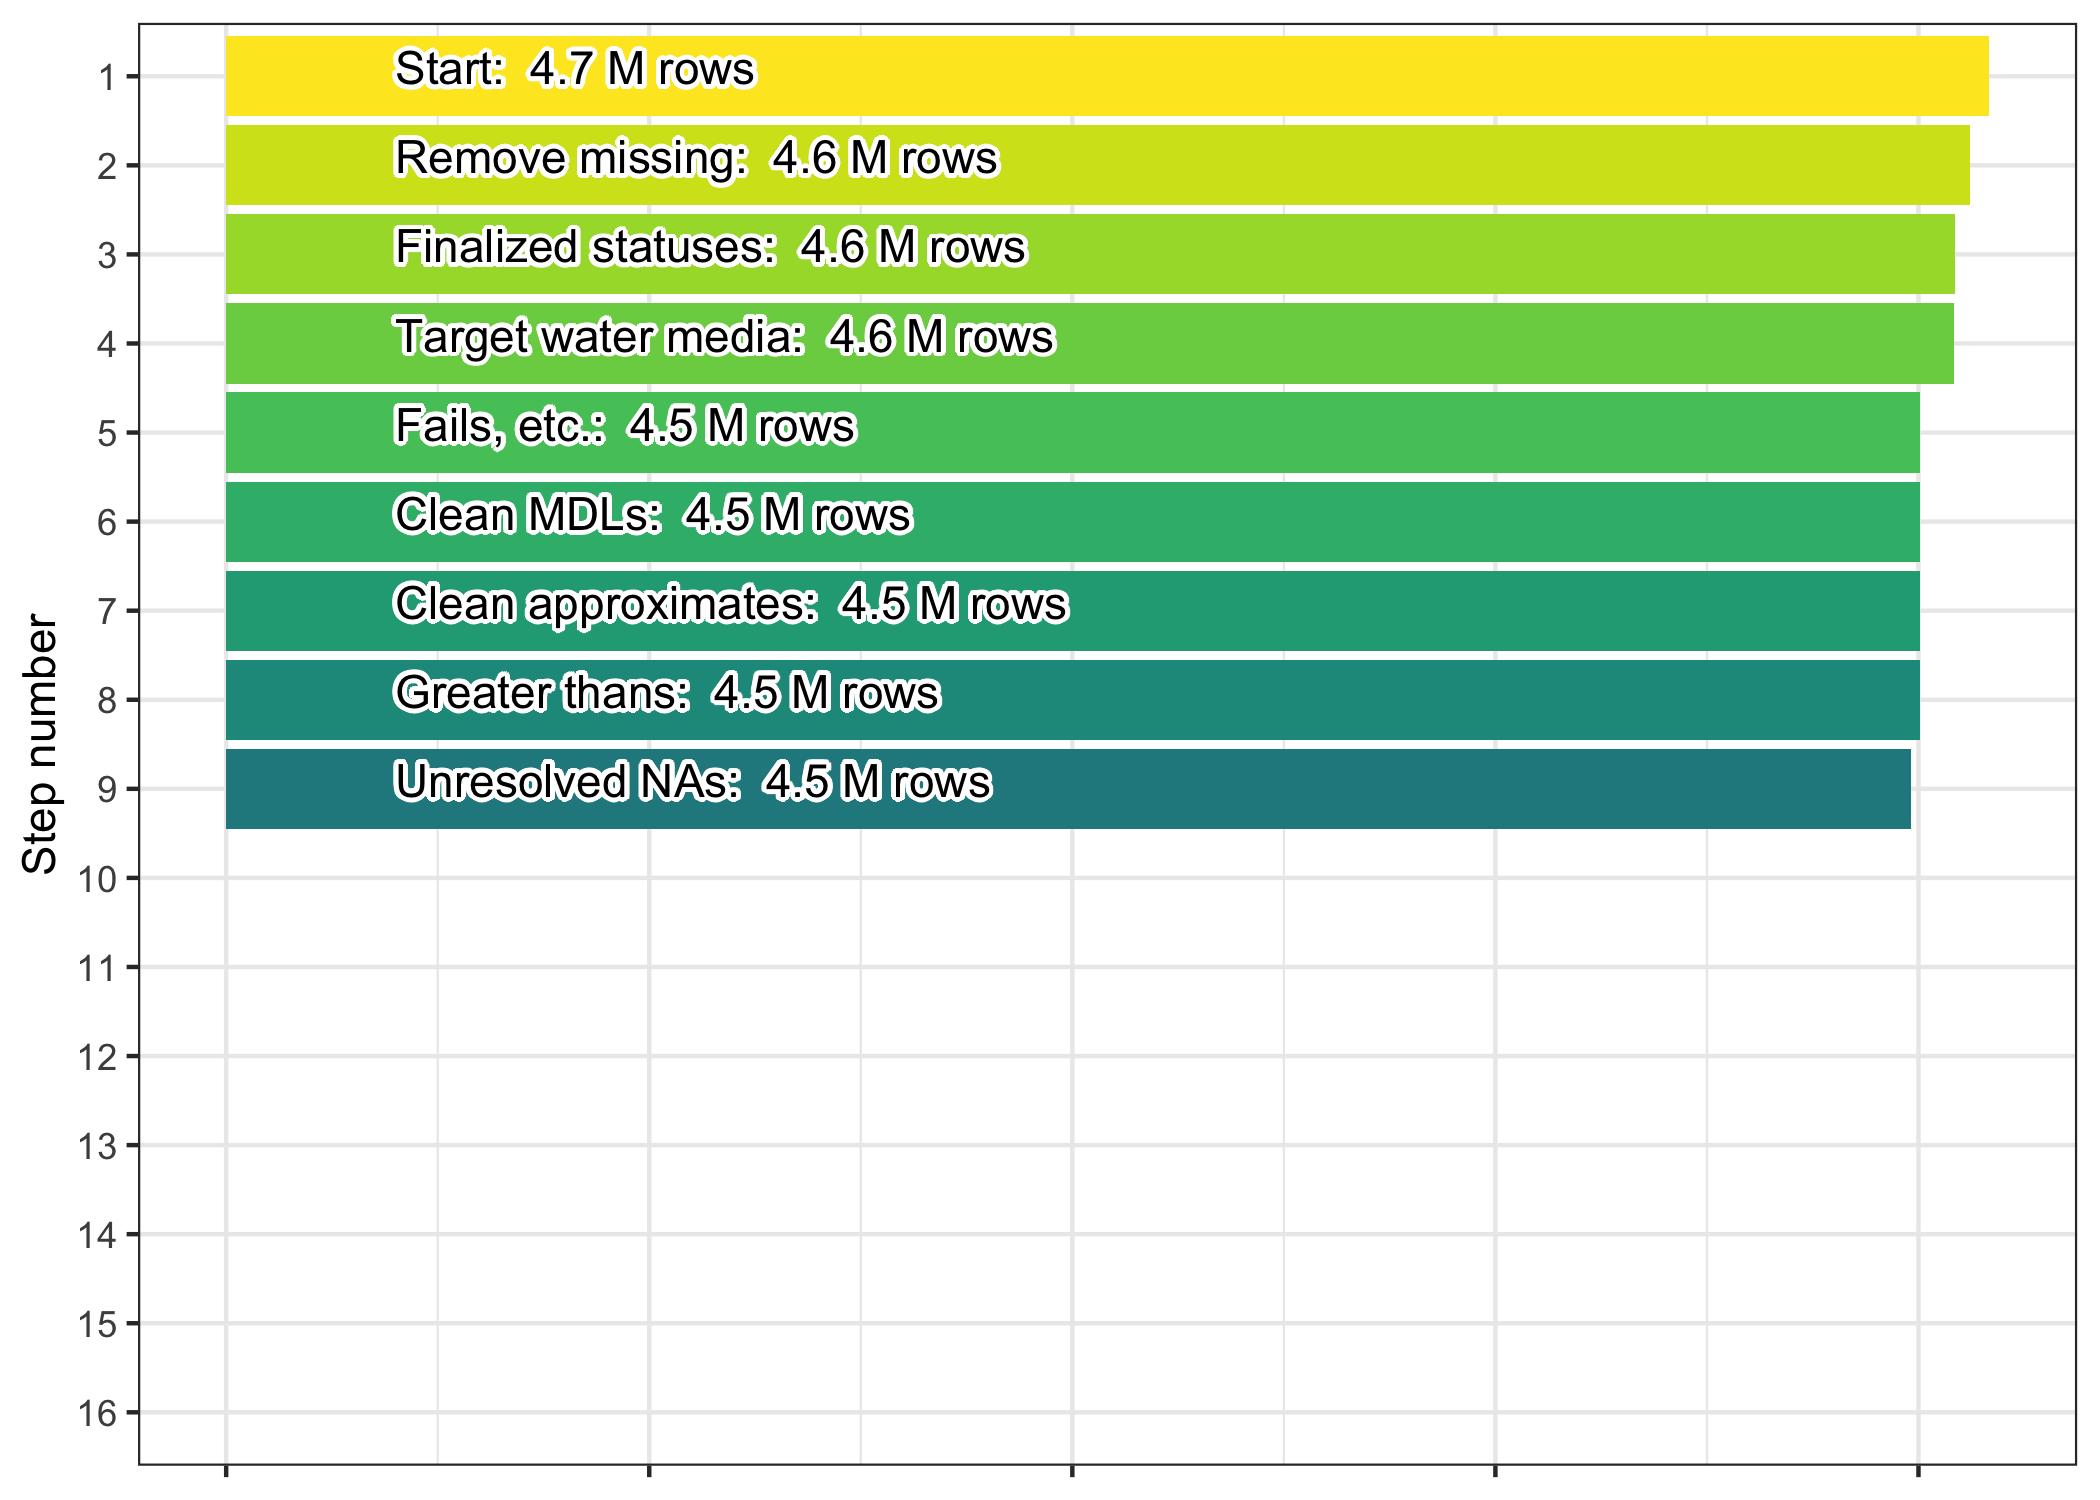 1
Start:  4.7 M rows
2
Remove missing:  4.6 M rows
3
Finalized statuses:  4.6 M rows
4
Target water media:  4.6 M rows
5
Fails, etc.:  4.5 M rows
6
Clean MDLs:  4.5 M rows
7
Clean approximates:  4.5 M rows
8
Greater thans:  4.5 M rows
9
Unresolved NAs:  4.5 M rows
10
11
12
13
14
15
16
Step number